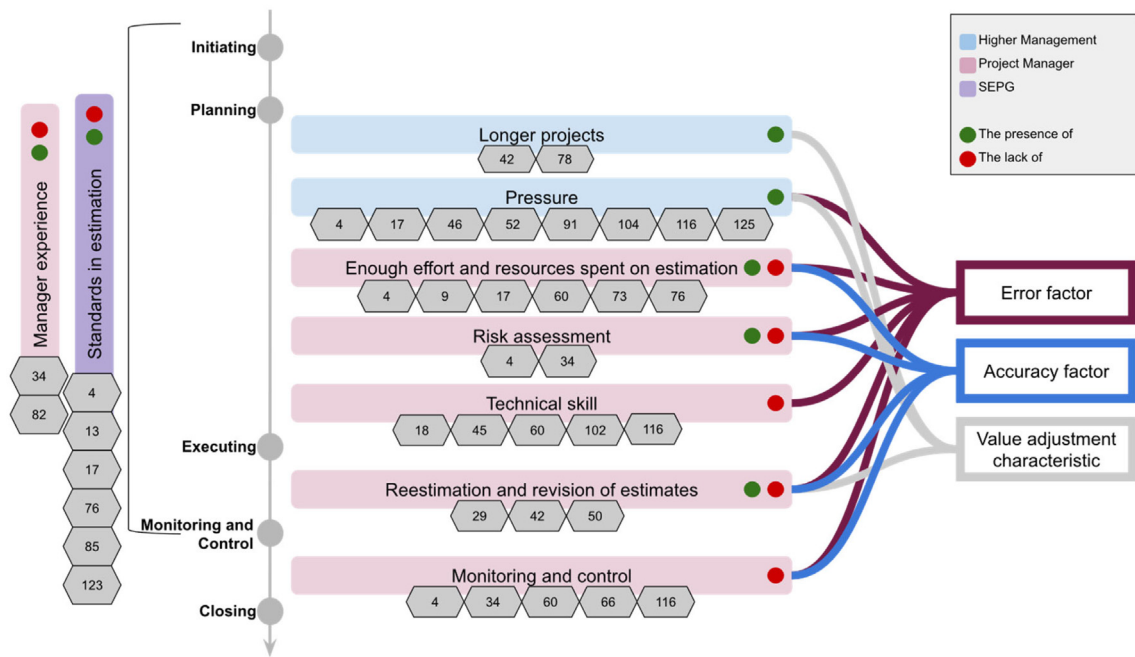 Initiating
Planning
Executing
Monitoring and
Control
Closing
Manager experience
34
82
Standards in estimation
4
13
17
76
85
123
Longer projects
42 78
Pressure
4 17 46 52 91 104 116 125
Enough effort and resources spent on estimation
4 9 17 60 73 76
Risk assessment
4 34
Technical skill
18 45 60 102 116
Reestimation and revision of estimates
29 42 50
Monitoring and control
4 34 60 66 116
Higher Management
Project Manager
SEPG
The presence of
The lack of
Error factor
Accuracy factor
Value adjustment
characteristic